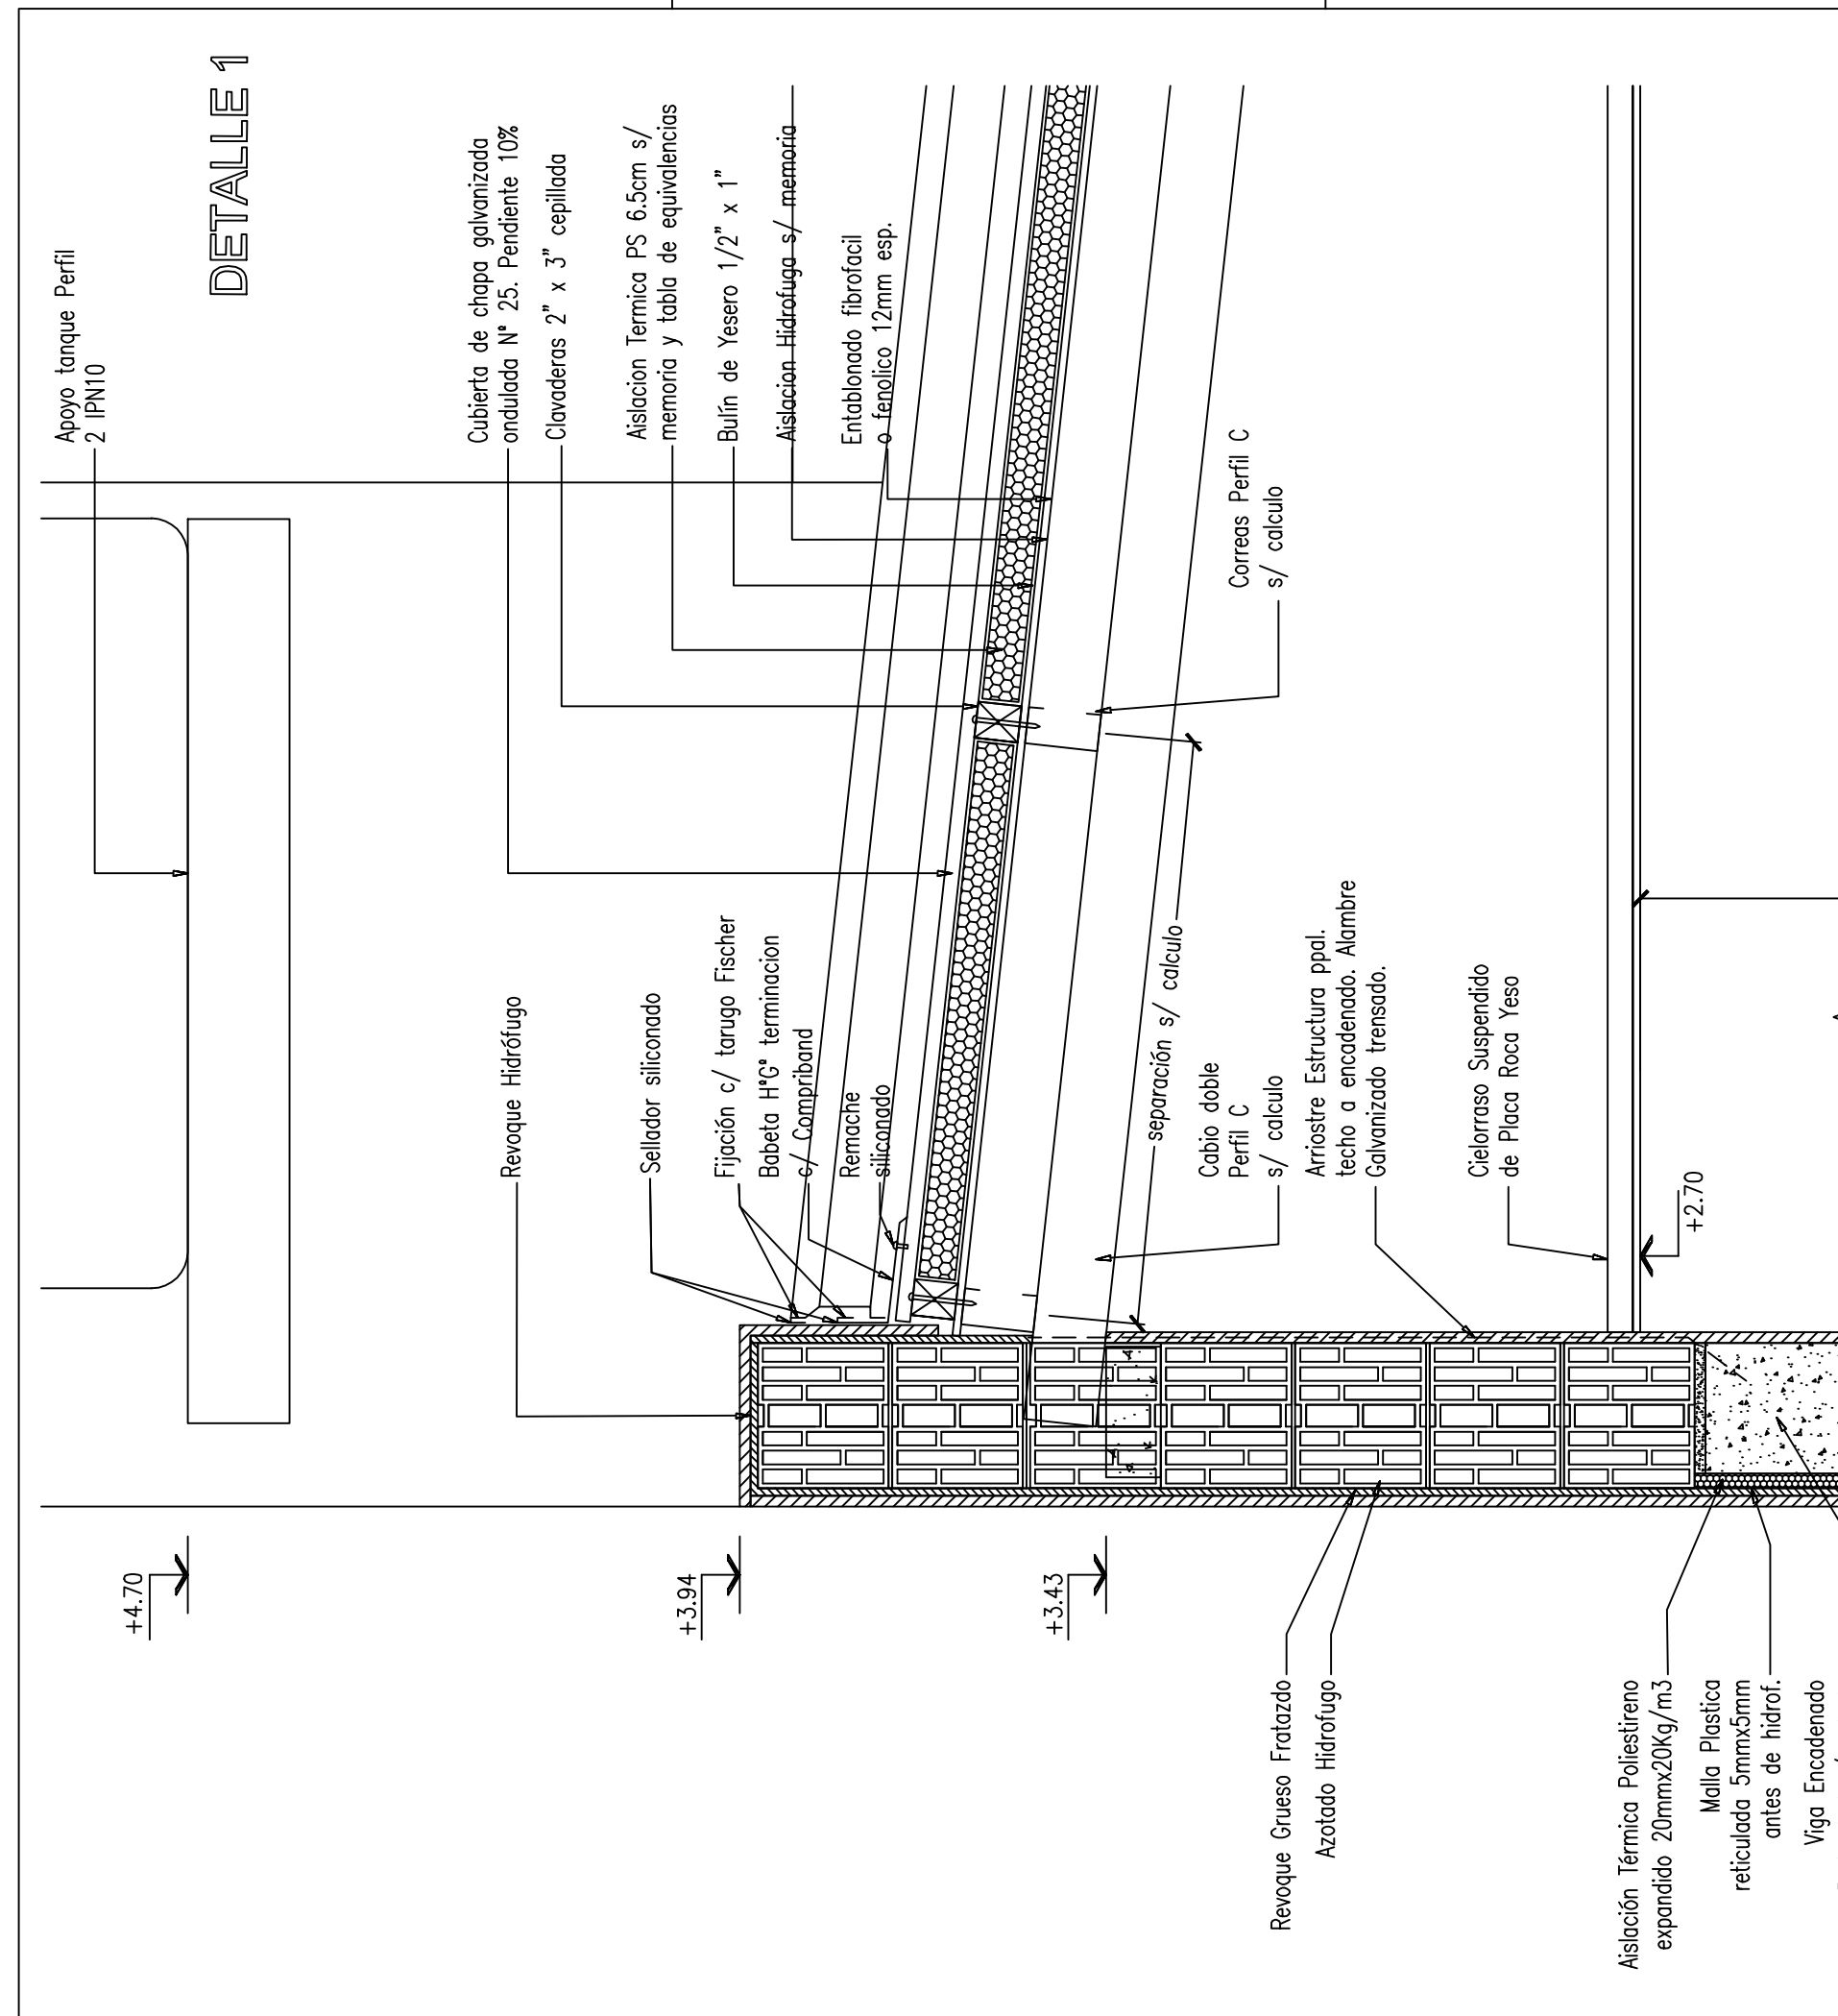 DETALLE 1
Apoyo tanque Perfil
2 IPN10
Cubierta de chapa galvanizada
ondulada Nº 25. Pendiente 10%
Clavaderas 2" x 3" cepillada
Aislacion Termica PS 6.5cm s/
memoria y tabla de equivalencias
Bulín de Yesero 1/2" x 1"
Aislacion Hidrofuga s/ memoria
Entablonado fibrofacil
o fenolico 12mm esp.
Correas Perfil C
s/ calculo
Revoque Hidrófugo
Sellador siliconado
Fijación c/ tarugo Fischer
Babeta HºGº terminacion
c/ Compriband
Remache
siliconado
separación s/ calculo
Cabio doble
Perfil C
s/ calculo
Arriostre Estructura ppal.
techo a encadenado. Alambre
Galvanizado trensado.
Cielorraso Suspendido
de Placa Roca Yeso
+2.70
+4.70
+3.94
+3.43
Revoque Grueso Fratazdo
Azotado Hidrofugo
Aislación Térmica Poliestireno
expandido 20mmx20Kg/m3
Malla Plastica
reticulada 5mmx5mm
antes de hidrof.
Viga Encadenado